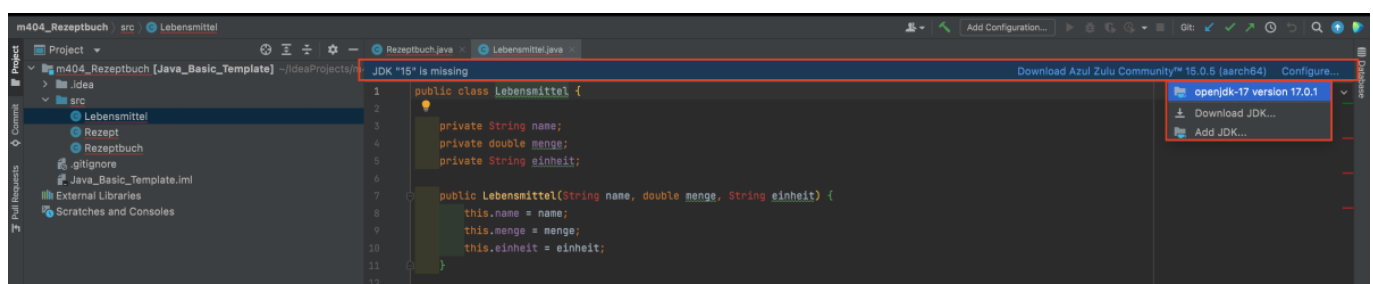 m404_Rezeptbuch src Lebensmittel
Add Configuration...
Git:
Project
Rezeptbuch.java
Lebensmittel.java
m404_Rezeptbuch [Java_Basic_Template] ~/IdeaProjects/m
.idea
src
Lebensmittel
Rezept
Rezeptbuch
.gitignore
Java_Basic_Template.iml
External Libraries
Scratches and Consoles
Project
Commit
Pull Requests
JDK "15" is missing
Download Azul Zulu Community™ 15.0.5 (aarch64) Configure...
openjdk-17 version 17.0.1
Download JDK...
Add JDK...
Database
1 public class Lebensmittel {
2
3 private String name;
4 private double menge;
5 private String einheit;
6
7 public Lebensmittel(String name, double menge, String einheit) {
8 this.name = name;
9 this.menge = menge;
10 this.einheit = einheit;
11 }
12